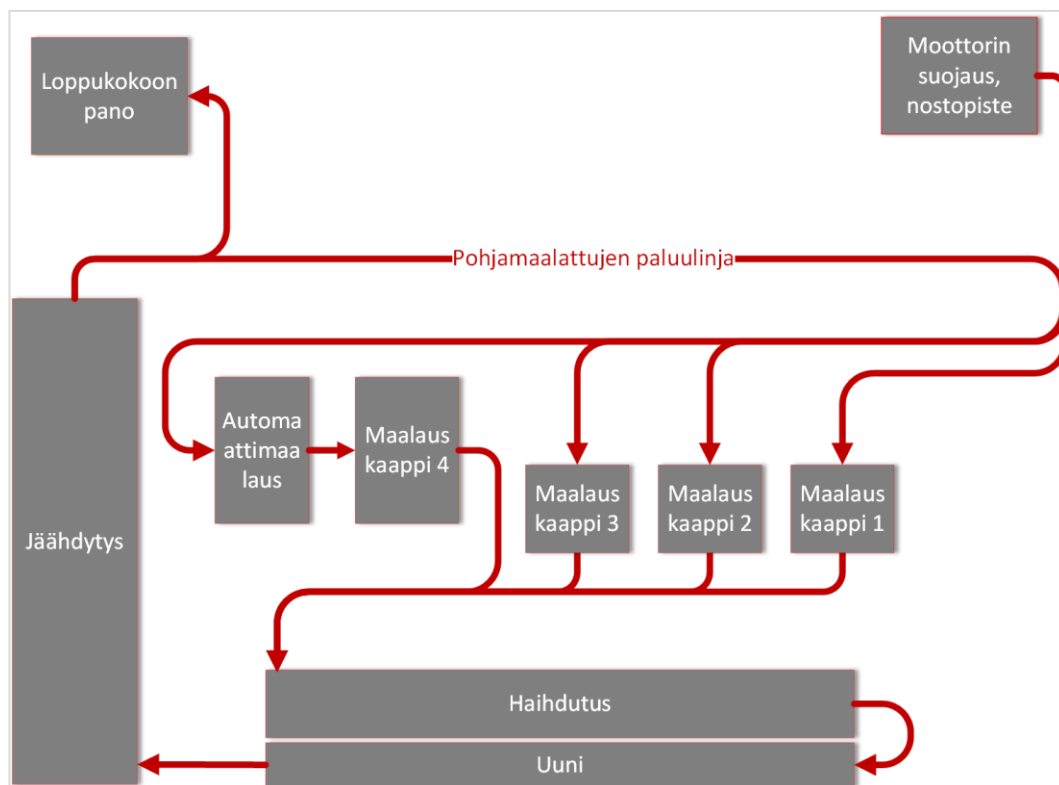 Loppukokoon
pano
Moottorin
suojaus,
nostopiste
Pohjamaalattujen paluulinja
Automa
attimaa
laus
Maalaus
kaappi 4
Maalaus
kaappi 3
Maalaus
kaappi 2
Maalaus
kaappi 1
Jäähdytys
Haihdutus
Uuni